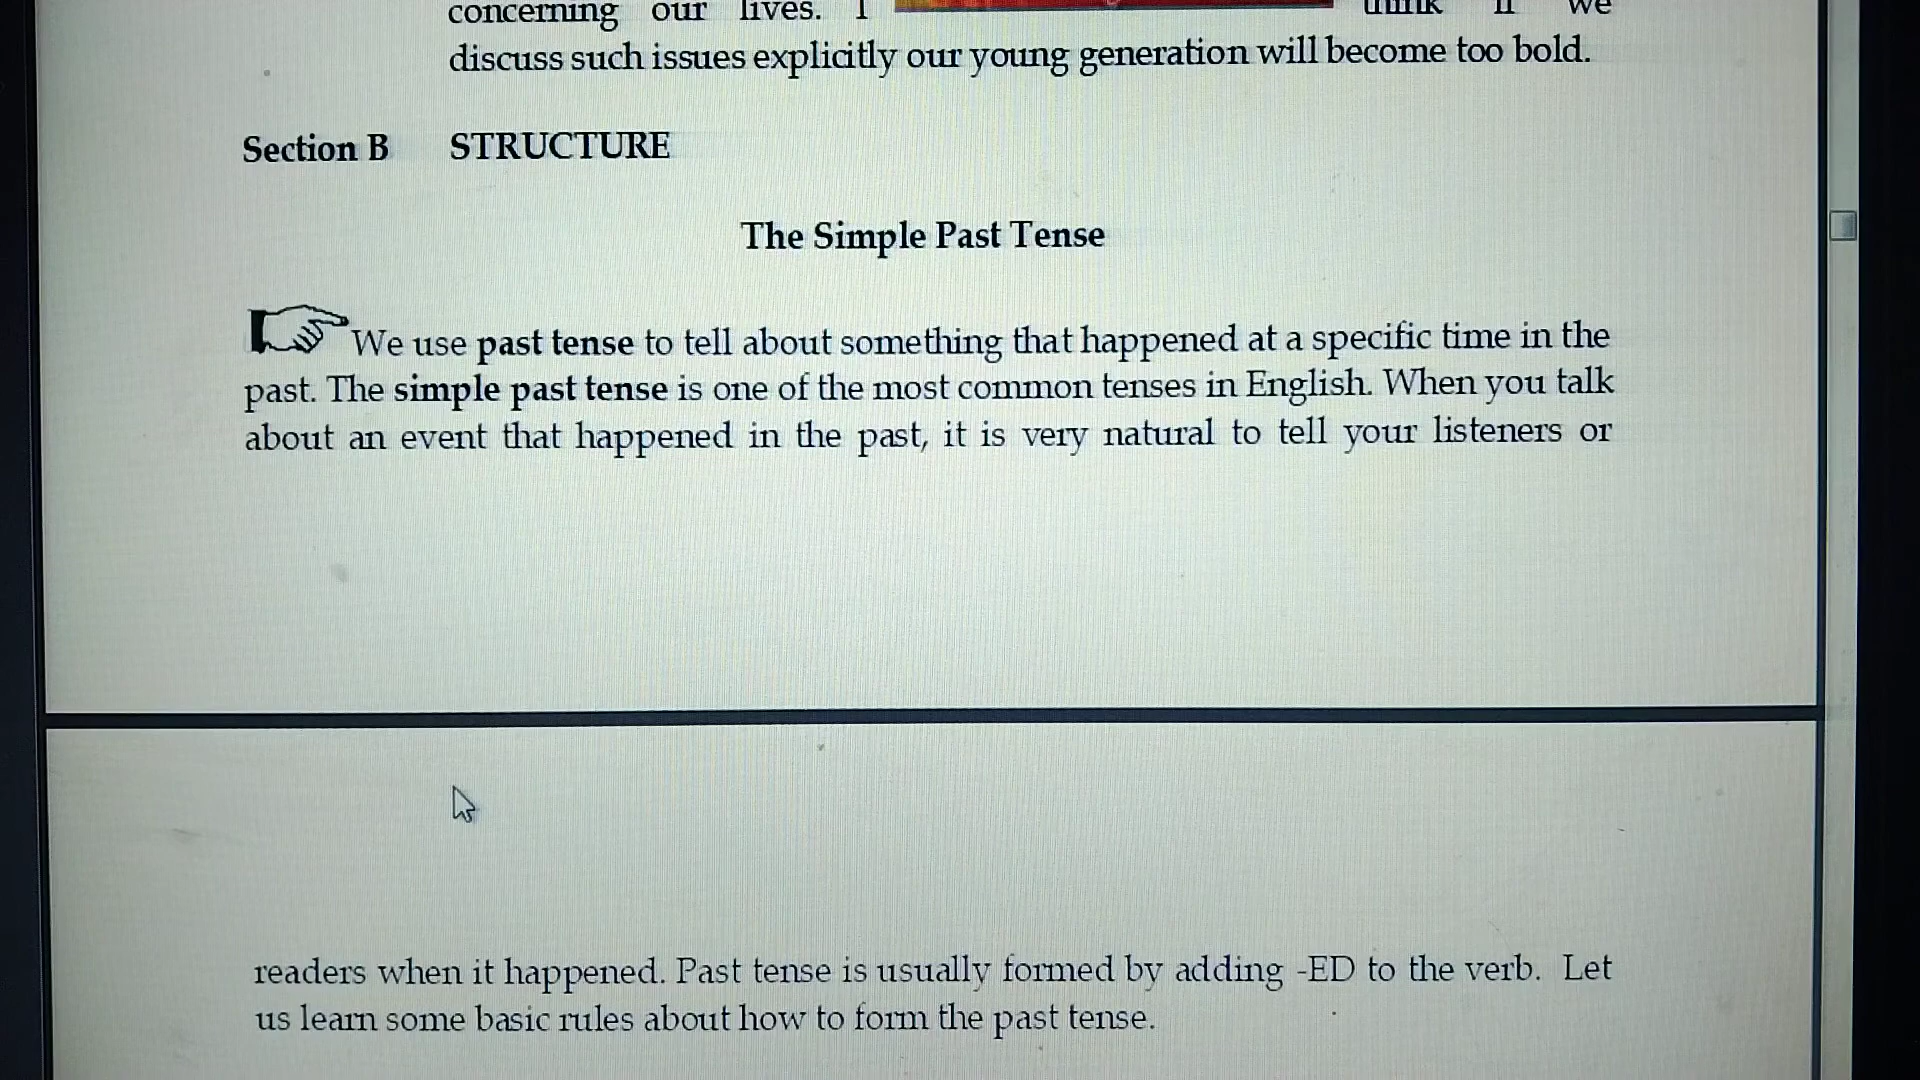 concerning our lives. I think if we
discuss such issues explicitly our young generation will become too bold.
Section B STRUCTURE
The Simple Past Tense
We use past tense to tell about something that happened at a specific time in the
past. The simple past tense is one of the most common tenses in English. When you talk
about an event that happened in the past, it is very natural to tell your listeners or
readers when it happened. Past tense is usually formed by adding -ED to the verb. Let
us learn some basic rules about how to form the past tense.